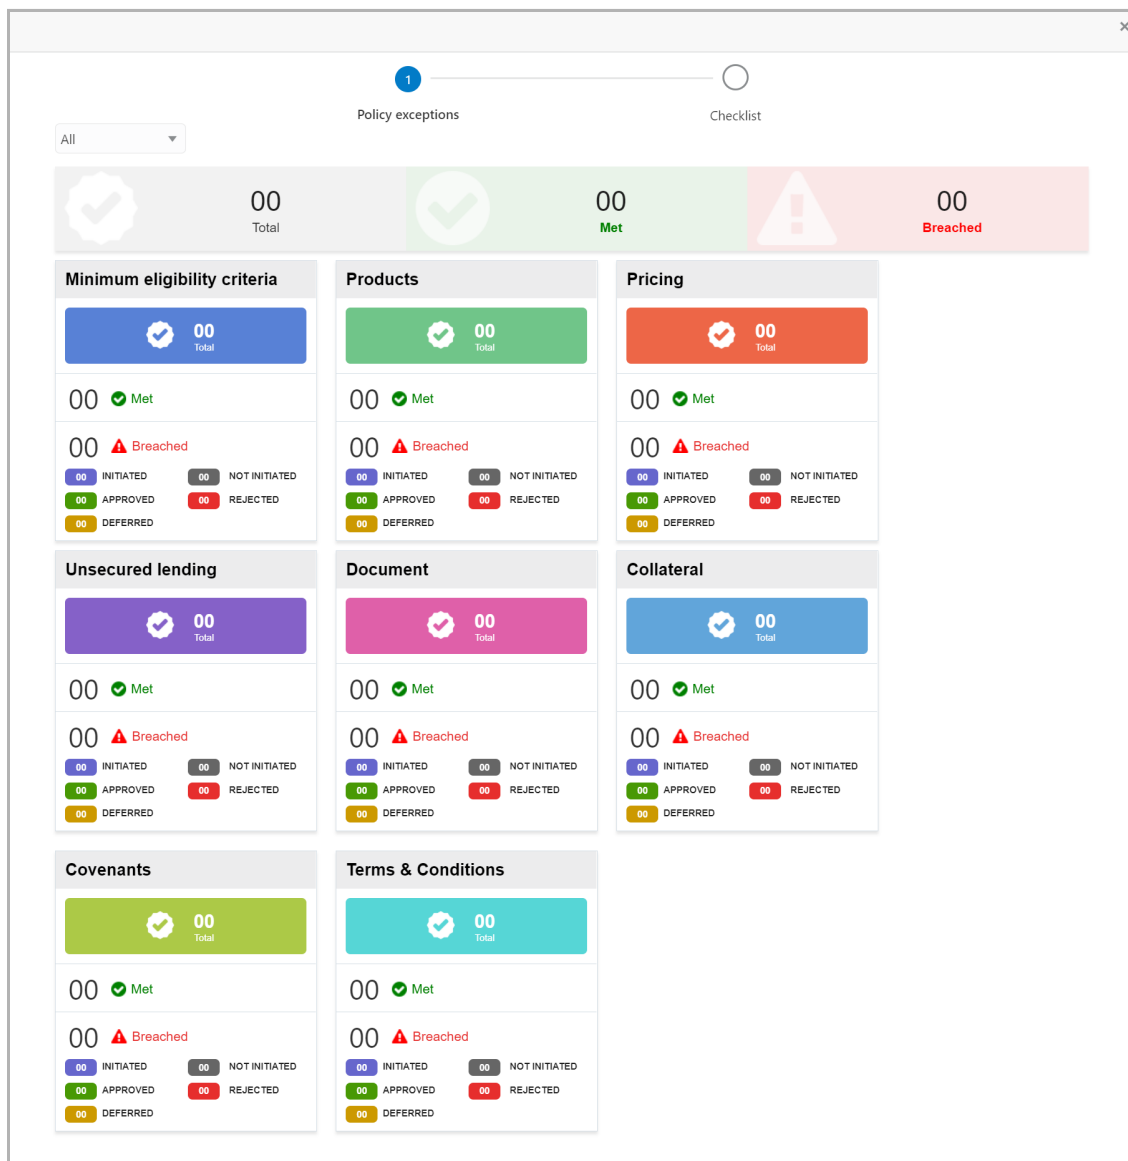 ×
1
Policy exceptions Checklist
All
00 00 00
Total Met Breached
Minimum eligibility criteria
00
Total
00 Met
00 Breached
00 INITIATED 00 NOT INITIATED
00 APPROVED 00 REJECTED
00 DEFERRED
Products
00
Total
00 Met
00 Breached
00 INITIATED 00 NOT INITIATED
00 APPROVED 00 REJECTED
00 DEFERRED
Pricing
00
Total
00 Met
00 Breached
00 INITIATED 00 NOT INITIATED
00 APPROVED 00 REJECTED
00 DEFERRED
Unsecured lending
00
Total
00 Met
00 Breached
00 INITIATED 00 NOT INITIATED
00 APPROVED 00 REJECTED
00 DEFERRED
Document
00
Total
00 Met
00 Breached
00 INITIATED 00 NOT INITIATED
00 APPROVED 00 REJECTED
00 DEFERRED
Collateral
00
Total
00 Met
00 Breached
00 INITIATED 00 NOT INITIATED
00 APPROVED 00 REJECTED
00 DEFERRED
Covenants
00
Total
00 Met
00 Breached
00 INITIATED 00 NOT INITIATED
00 APPROVED 00 REJECTED
00 DEFERRED
Terms & Conditions
00
Total
00 Met
00 Breached
00 INITIATED 00 NOT INITIATED
00 APPROVED 00 REJECTED
00 DEFERRED